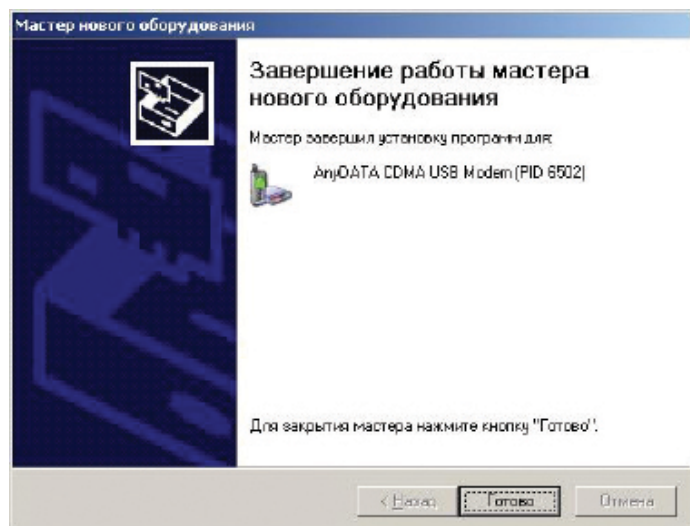 Мастер нового оборудования
Завершение работы мастера
нового оборудования
Мастер завершил установку программ для:
AnyDATA CDMA USB Modem (PID 6502)
Для закрытия мастера нажмите кнопку "Готово".
< Назад
Готово
Отмена